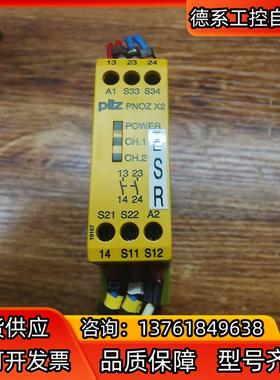 德系工控自
13 23 24
A1 S33 S34
pilz PNOZ X2
POWER
CH.1
CH.2
E
S
R
13 23
14 24
S21 S22 A2
19167
14 S11 S12
货供应 咨询：13761849638
可开发票 品质保障 型号齐